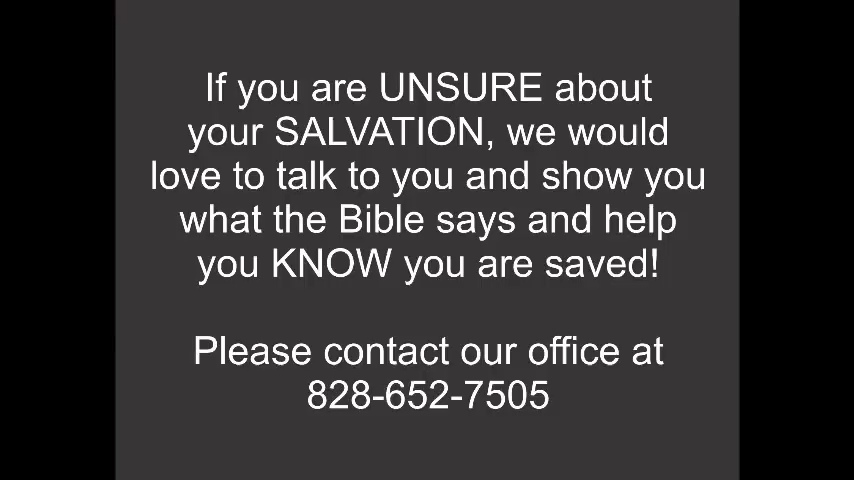 If you are UNSURE about
your SALVATION, we would
love to talk to you and show you
what the Bible says and help
you KNOW you are saved!
Please contact our office at
828-652-7505